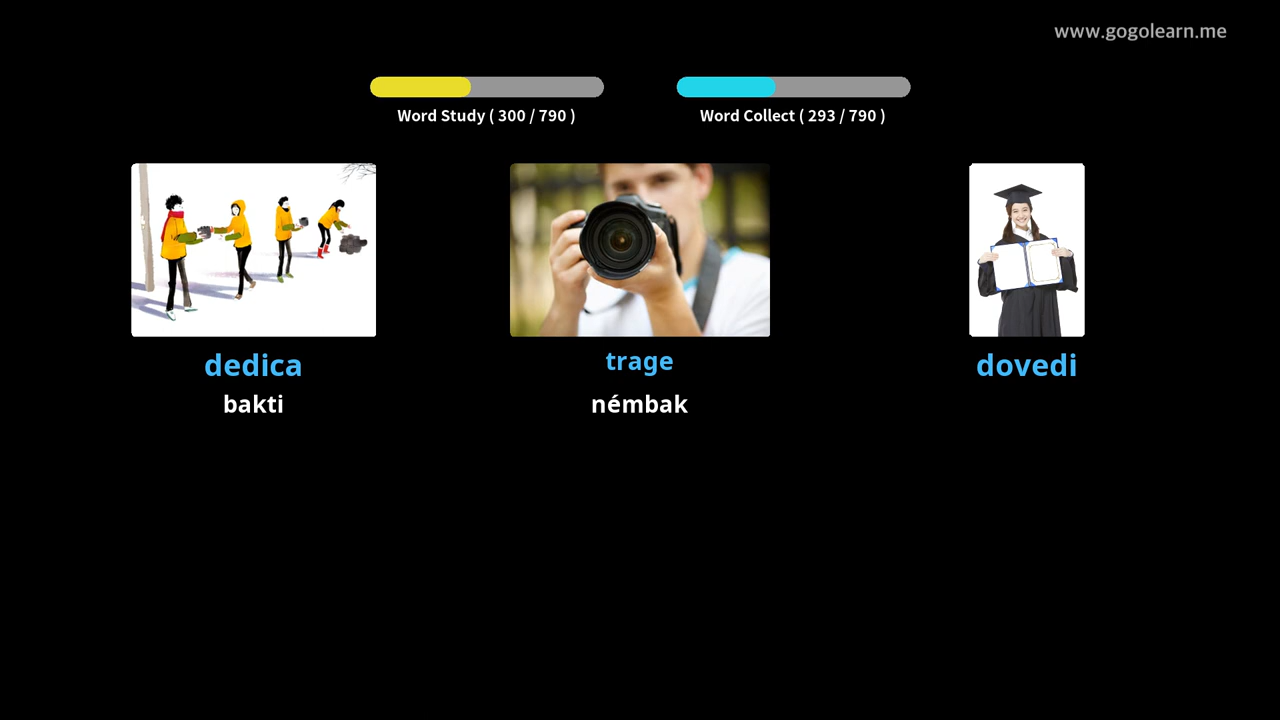 www.gogolearn.me
Word Study ( 300 / 790 )
Word Collect ( 293 / 790 )
dedica
trage
dovedi
bakti
némbak